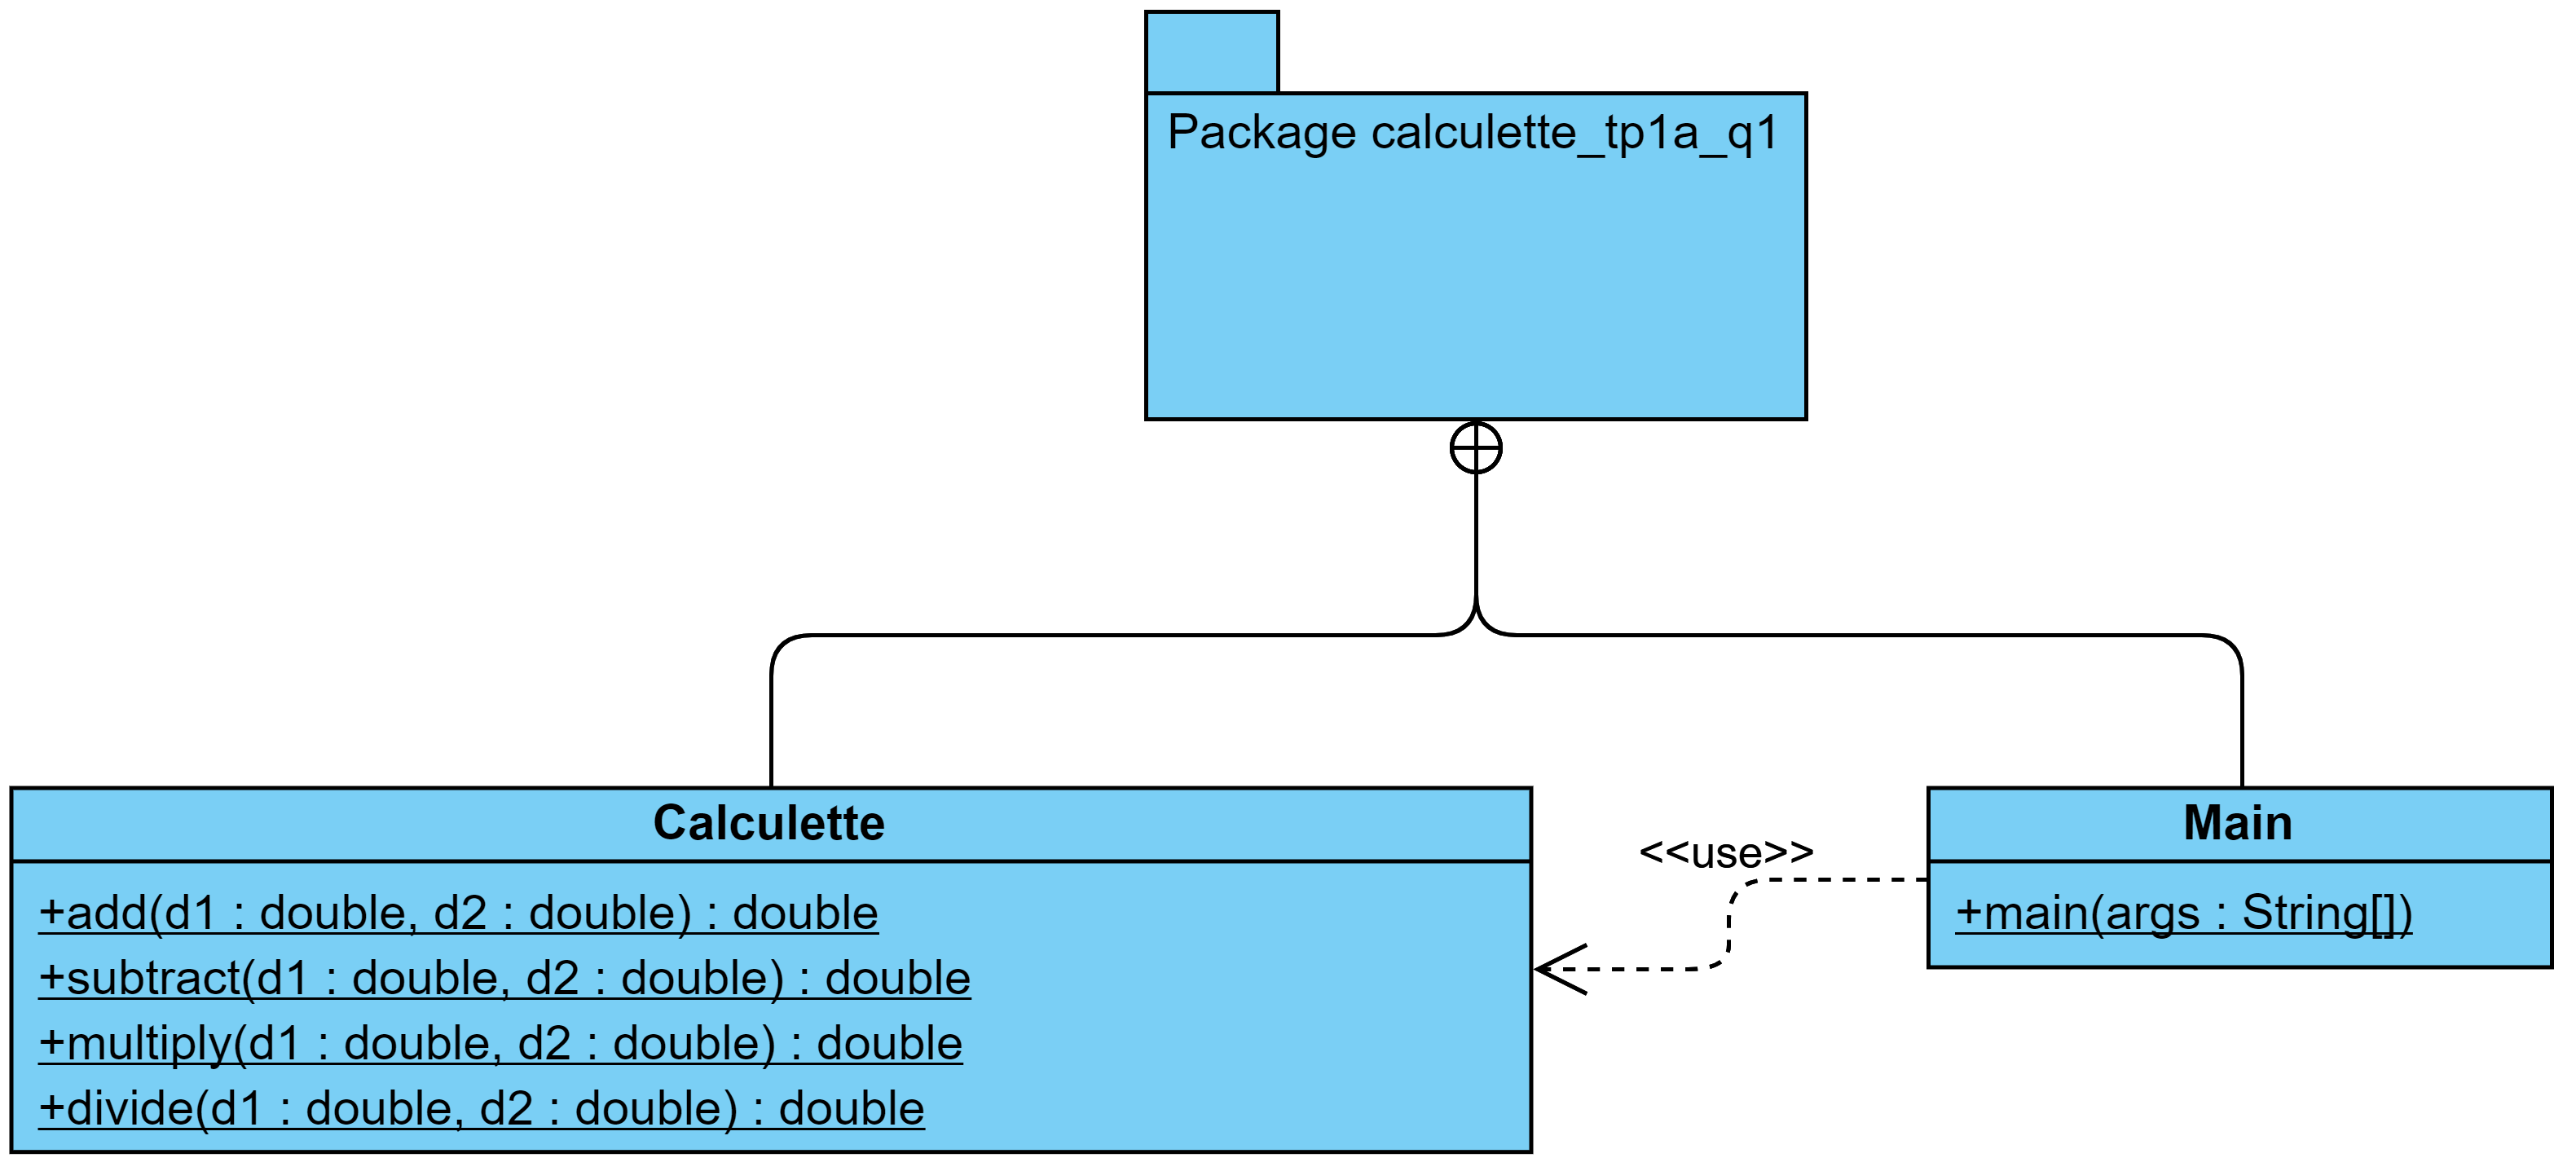 Package calculette_tp1a_q1
Calculette
+add(d1 : double, d2 : double) : double
+subtract(d1 : double, d2 : double) : double
+multiply(d1 : double, d2 : double) : double
+divide(d1 : double, d2 : double) : double
<<use>>
Main
+main(args : String[])